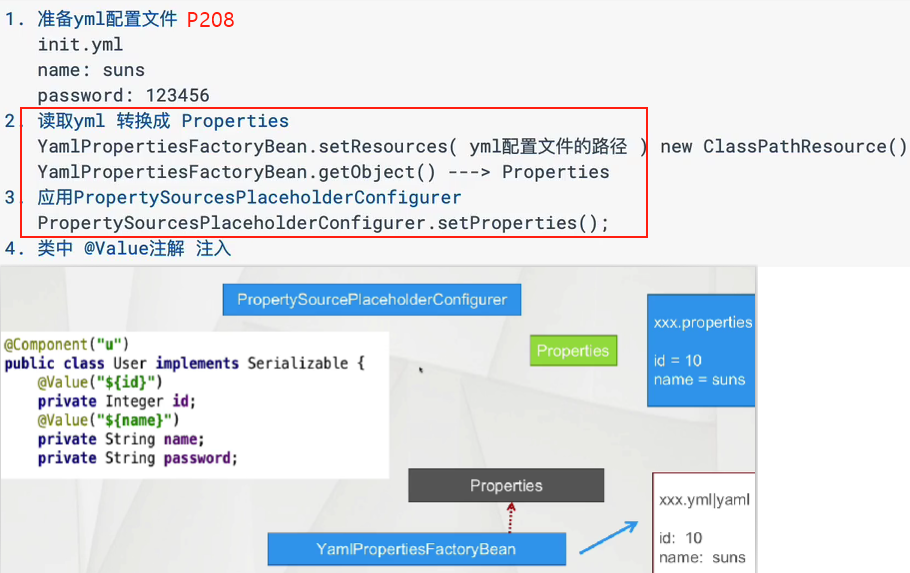 1. 准备yml配置文件 P208
init.yml
name: suns
password: 123456
2. 读取yml 转换成 Properties
YamlPropertiesFactoryBean.setResources( yml配置文件的路径 ) new ClassPathResource()
YamlPropertiesFactoryBean.getObject() ---> Properties
3. 应用PropertySourcesPlaceholderConfigurer
PropertySourcesPlaceholderConfigurer.setProperties();
4. 类中 @Value注解 注入
PropertySourcePlaceholderConfigurer
@Component("u")
public class User implements Serializable {
@Value("${id}")
private Integer id;
@Value("${name}")
private String name;
private String password;
Properties
xxx.properties
id = 10
name = suns
Properties
YamlPropertiesFactoryBean
xxx.yml|yaml
id: 10
name: suns